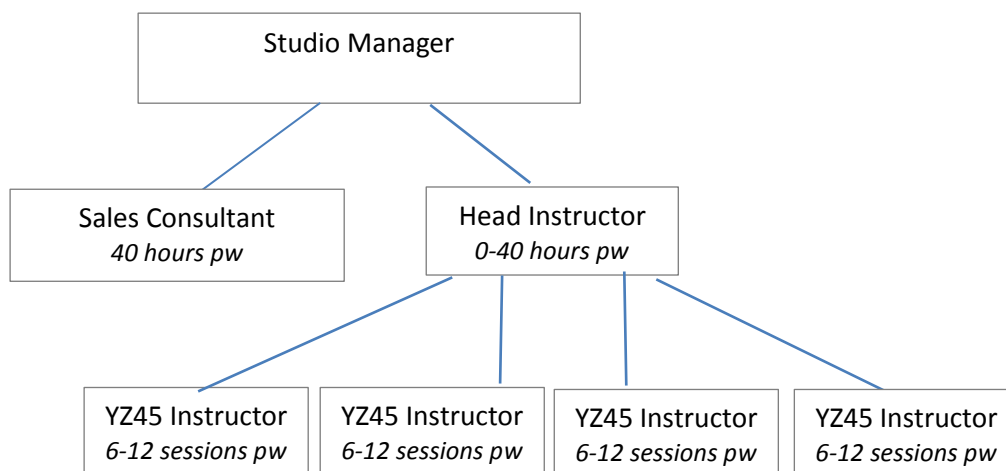 Studio Manager
Sales Consultant
40 hours pw
Head Instructor
0-40 hours pw
YZ45 Instructor
6-12 sessions pw
YZ45 Instructor
6-12 sessions pw
YZ45 Instructor
6-12 sessions pw
YZ45 Instructor
6-12 sessions pw